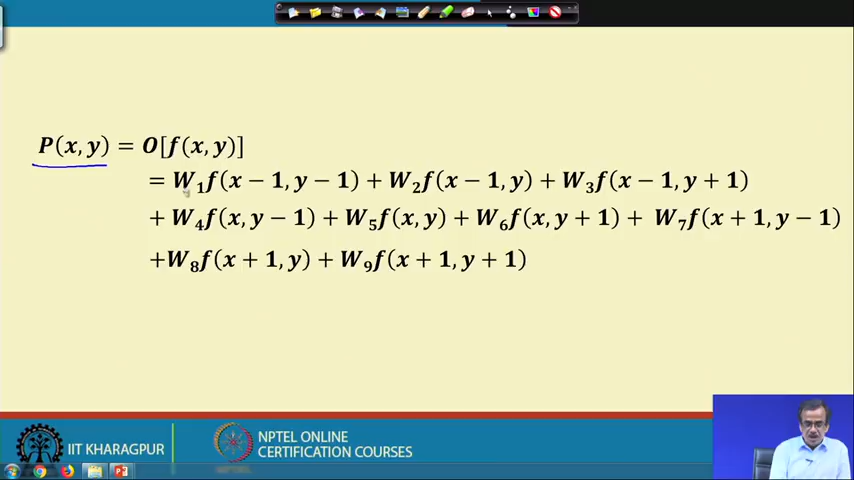 P(x, y) = O[f(x, y)]
= W₁f(x − 1, y − 1) + W₂f(x − 1, y) + W₃f(x − 1, y + 1)
+ W₄f(x, y − 1) + W₅f(x, y) + W₆f(x, y + 1) + W₇f(x + 1, y − 1)
+W₈f(x + 1, y) + W₉f(x + 1, y + 1)
IIT KHARAGPUR
NPTEL ONLINE
CERTIFICATION COURSES